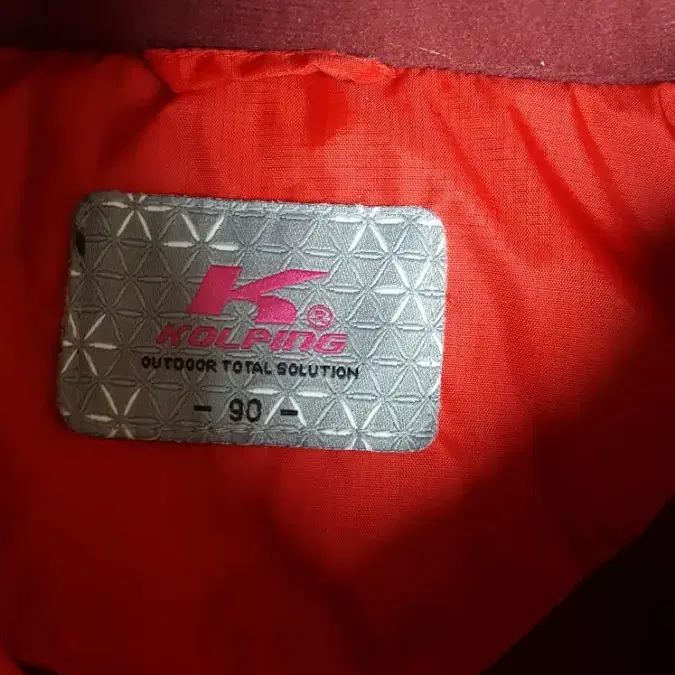 K®
KOLPING
OUTDOOR TOTAL SOLUTION
- 90 -